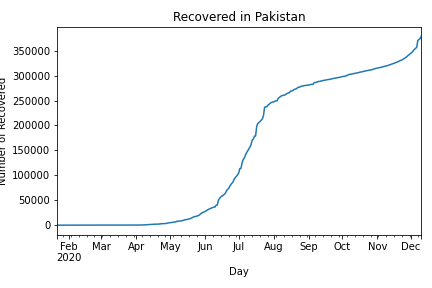 Recovered in Pakistan
Number of Recovered
350000
300000
250000
200000
150000
100000
50000
0
Feb Mar Apr May Jun Jul Aug Sep Oct Nov Dec
2020
Day